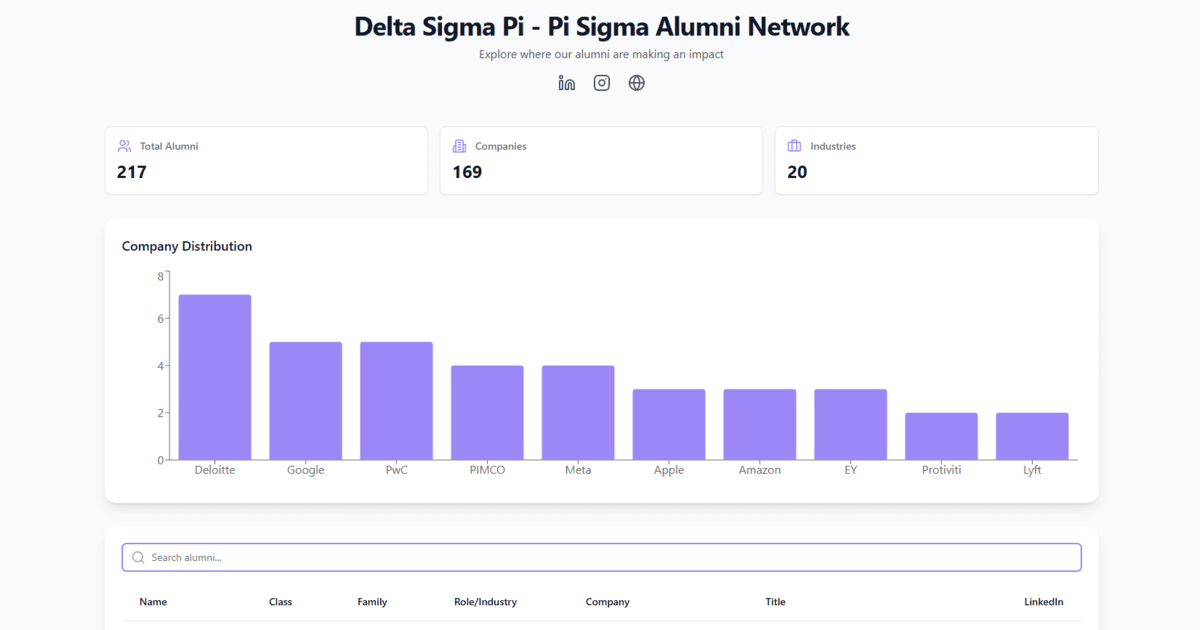 Delta Sigma Pi - Pi Sigma Alumni Network
Explore where our alumni are making an impact
Total Alumni
217
Companies
169
Industries
20
Company Distribution
8
6
4
2
0
Deloitte Google PwC PIMCO Meta Apple Amazon EY Protiviti Lyft
Search alumni...
Name Class Family Role/Industry Company Title LinkedIn